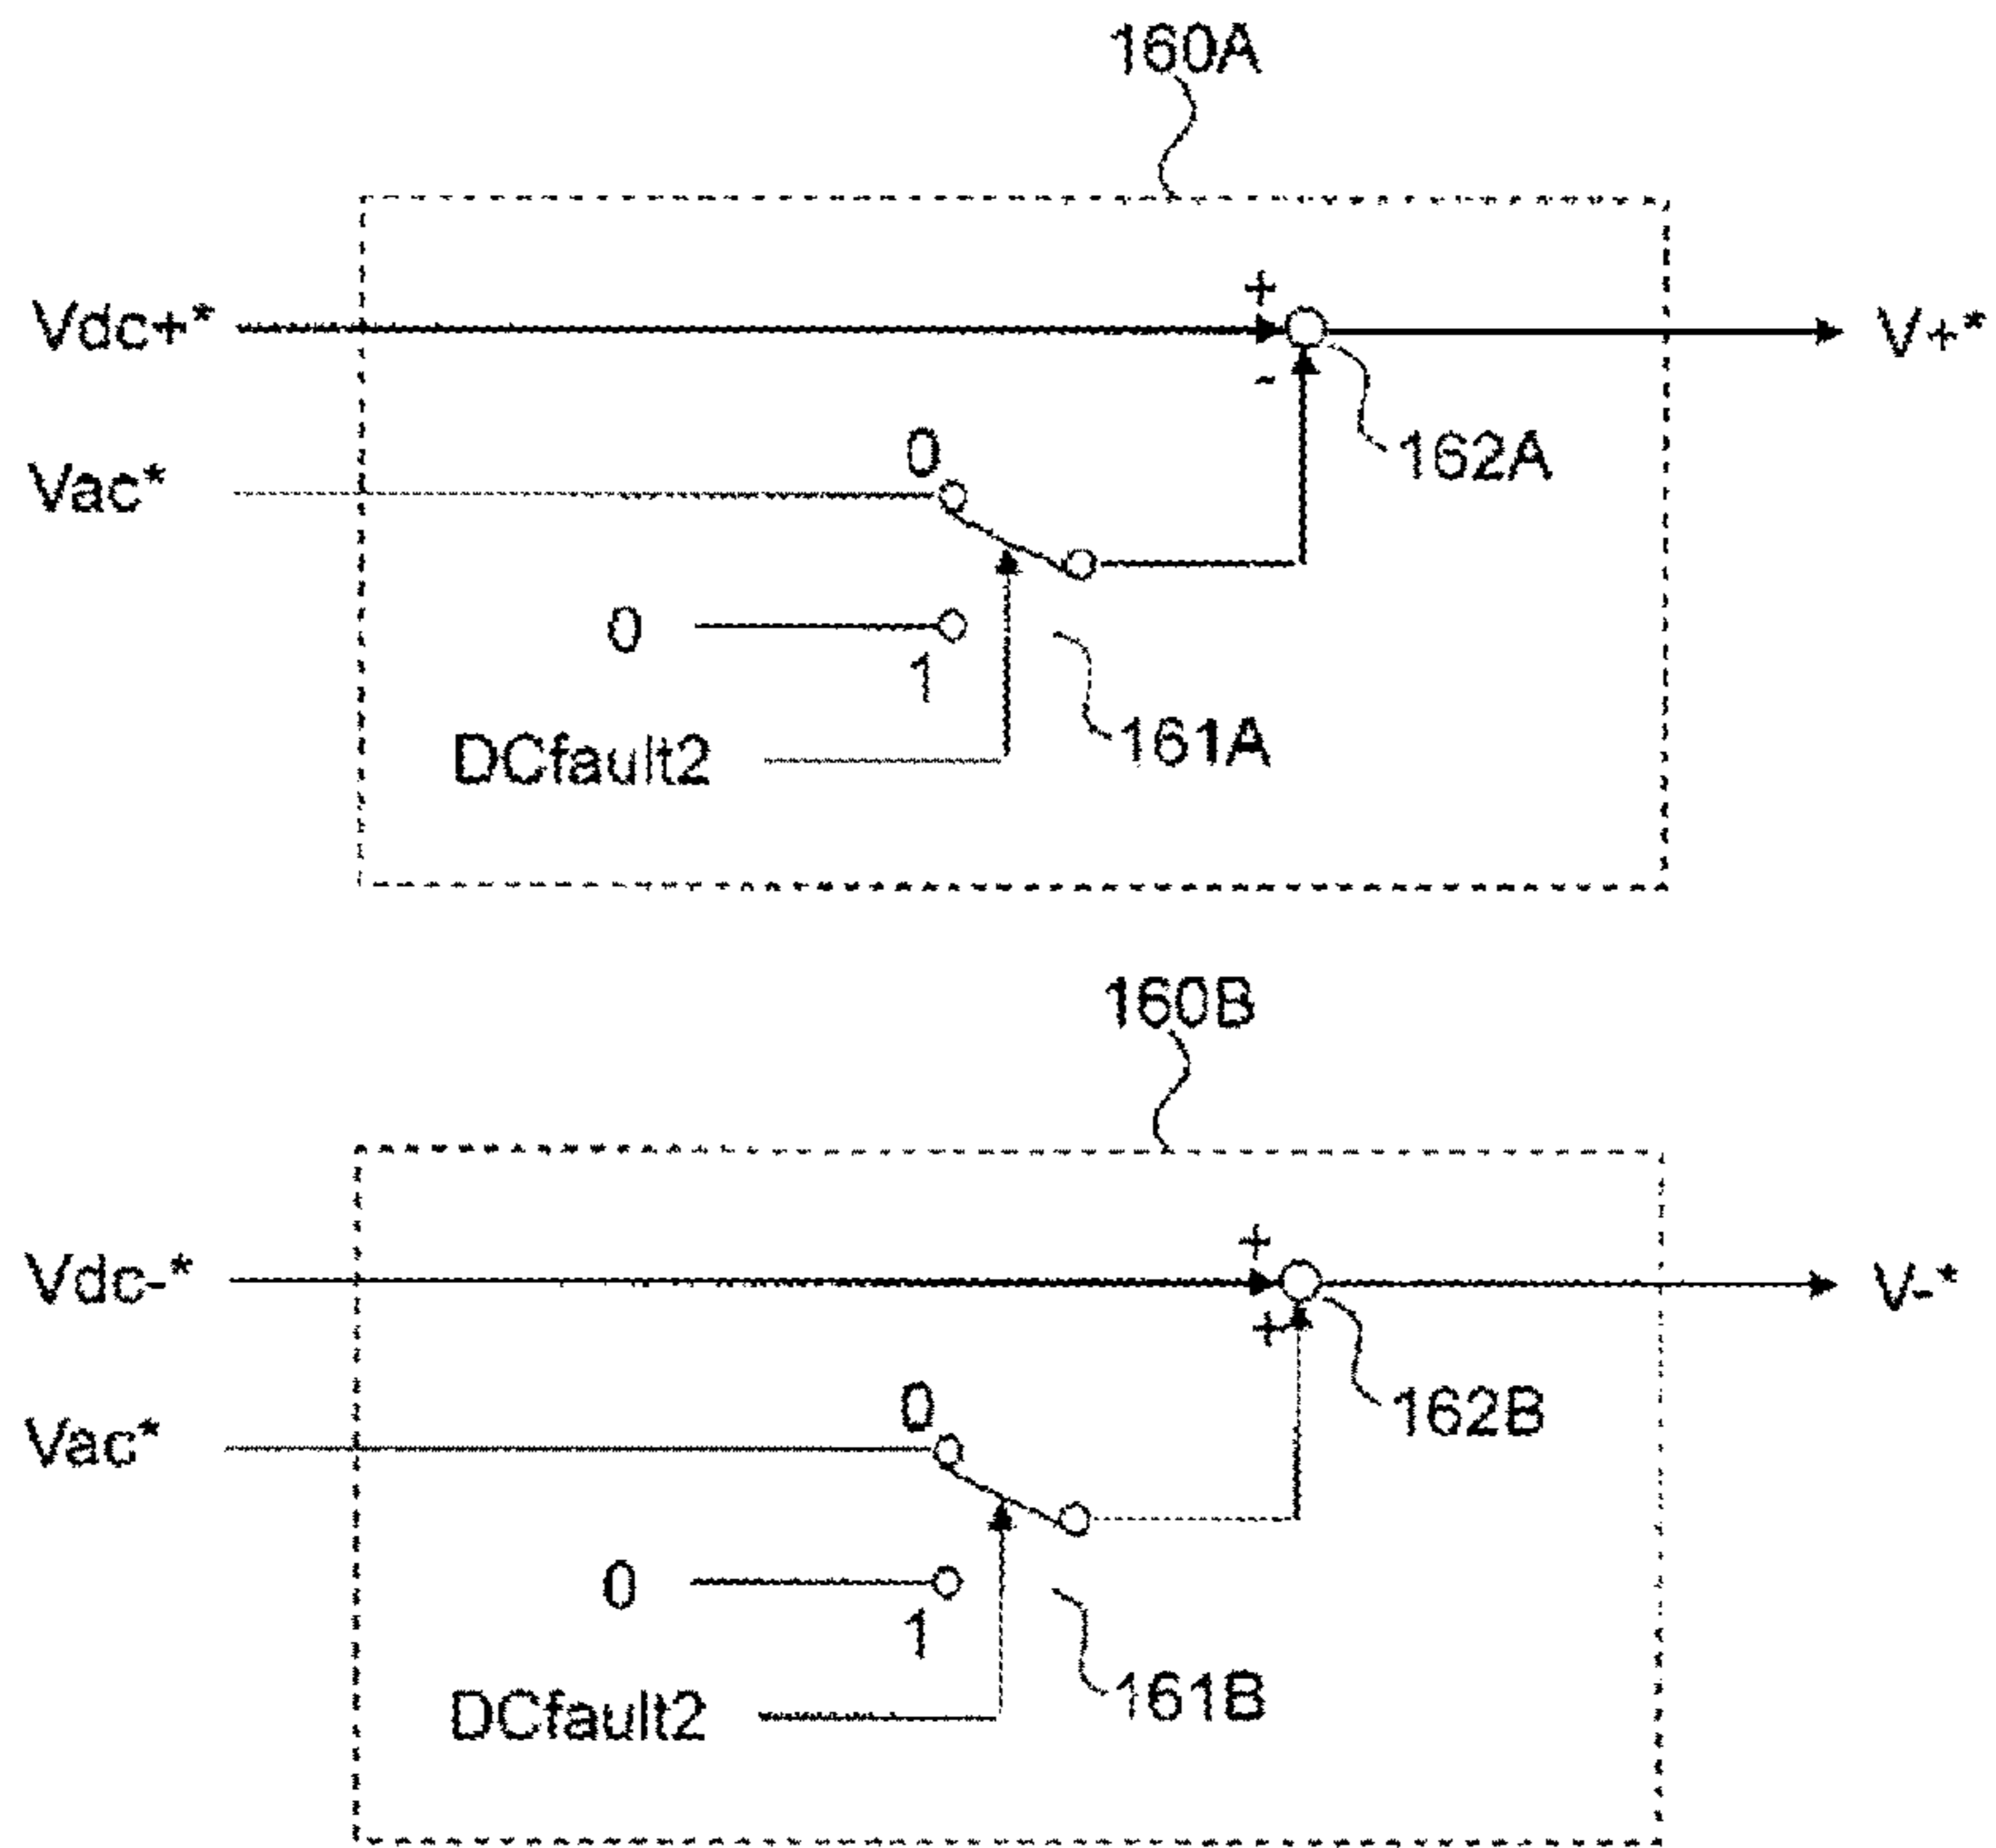 160A
+
Vdc+*
V+*
-
0
162A
Vac*
0
1
161A
DCfault2
160B
+
Vdc-*
V-*
+
0
162B
Vac*
0
1
161B
DCfault2